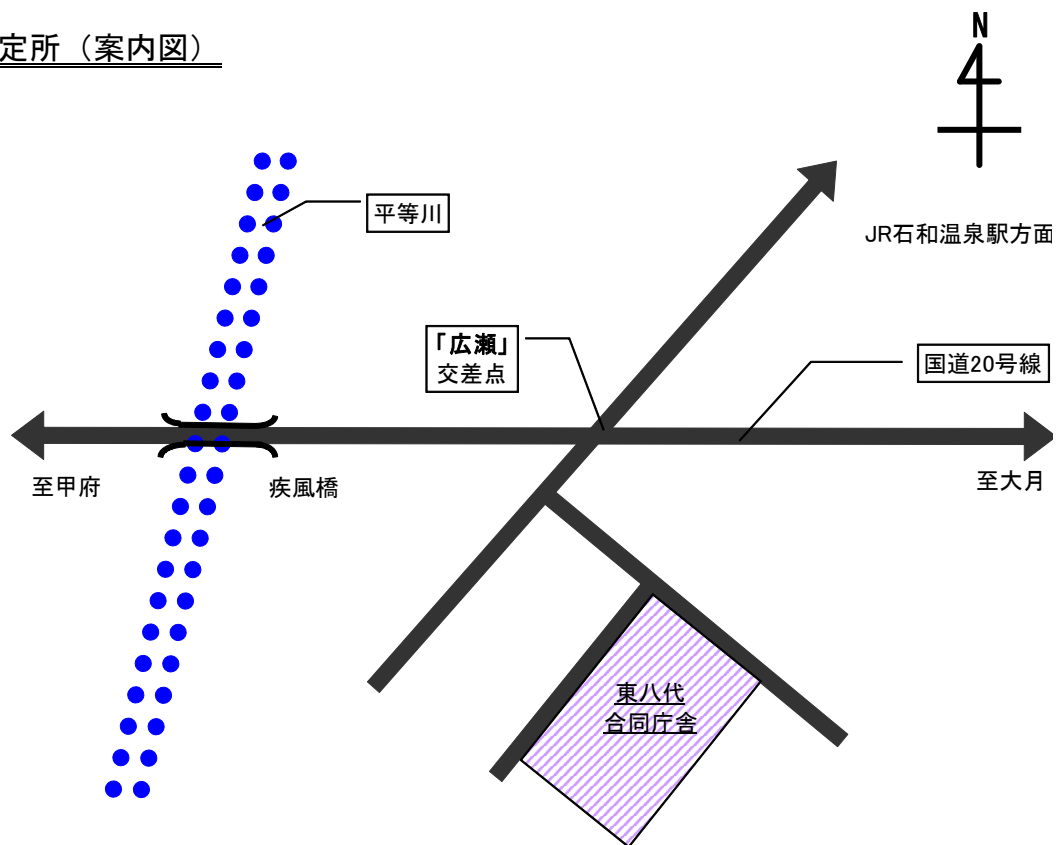 定所（案内図）
N
平等川
JR石和温泉駅方面
「広瀬」
交差点
国道20号線
至甲府
疾風橋
至大月
東八代
合同庁舎